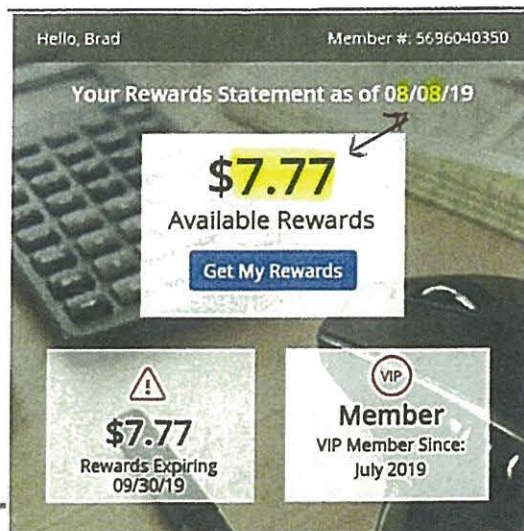 Hello, Brad
Member #: 5696040350
Your Rewards Statement as of 08/08/19
$7.77
Available Rewards
Get My Rewards
$7.77
Rewards Expiring
09/30/19
VIP
Member
VIP Member Since:
July 2019